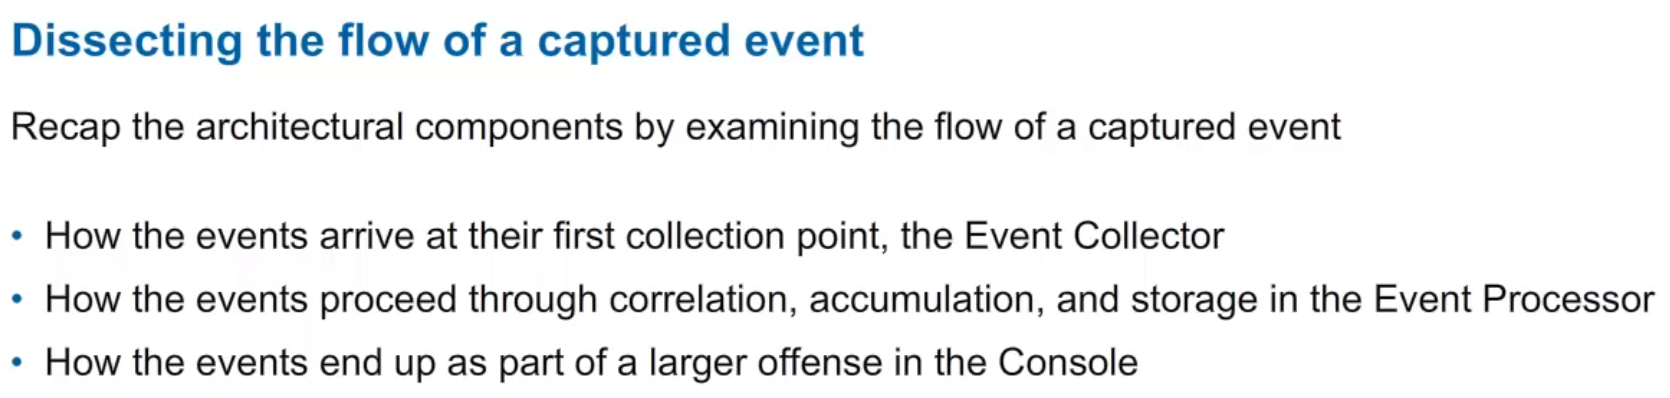 Dissecting the flow of a captured event
Recap the architectural components by examining the flow of a captured event
• How the events arrive at their first collection point, the Event Collector
• How the events proceed through correlation, accumulation, and storage in the Event Processor
• How the events end up as part of a larger offense in the Console